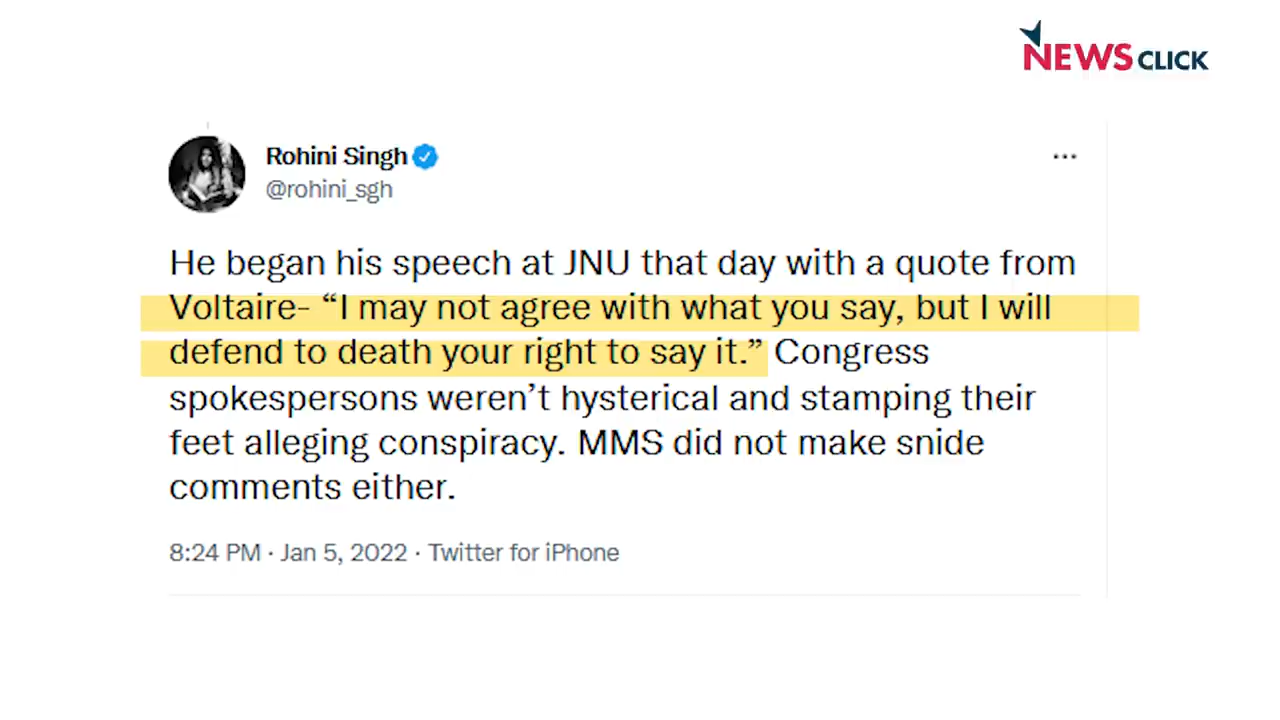 NEWS CLICK
Rohini Singh
@rohini_sgh
He began his speech at JNU that day with a quote from
Voltaire- “I may not agree with what you say, but I will
defend to death your right to say it.” Congress
spokespersons weren’t hysterical and stamping their
feet alleging conspiracy. MMS did not make snide
comments either.
8:24 PM · Jan 5, 2022 · Twitter for iPhone